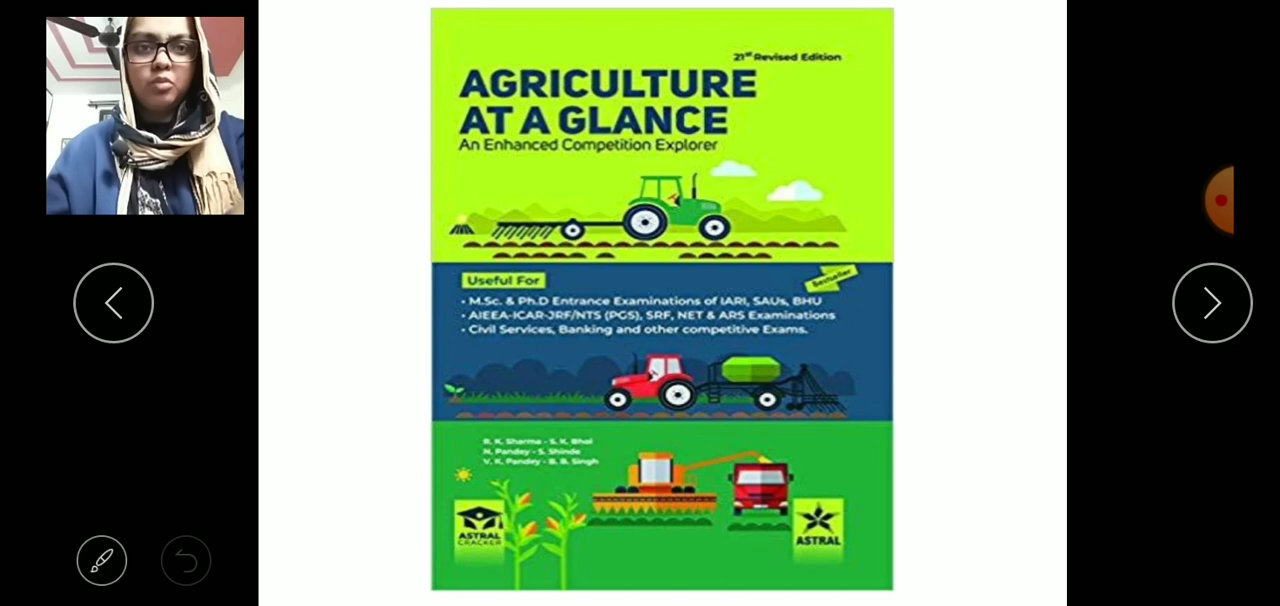 21st Revised Edition
AGRICULTURE
AT A GLANCE
An Enhanced Competition Explorer
Useful For
Bestseller
• M.Sc. & Ph.D Entrance Examinations of IARI, SAUs, BHU
• AIEEA-ICAR-JRF/NTS (PGS), SRF, NET & ARS Examinations
• Civil Services, Banking and other competitive Exams.
R. K. Sharma - S. K. Bhol
N. Pandey - S. Shinde
V. K. Pandey - B. B. Singh
ASTRAL
CRACKER
ASTRAL